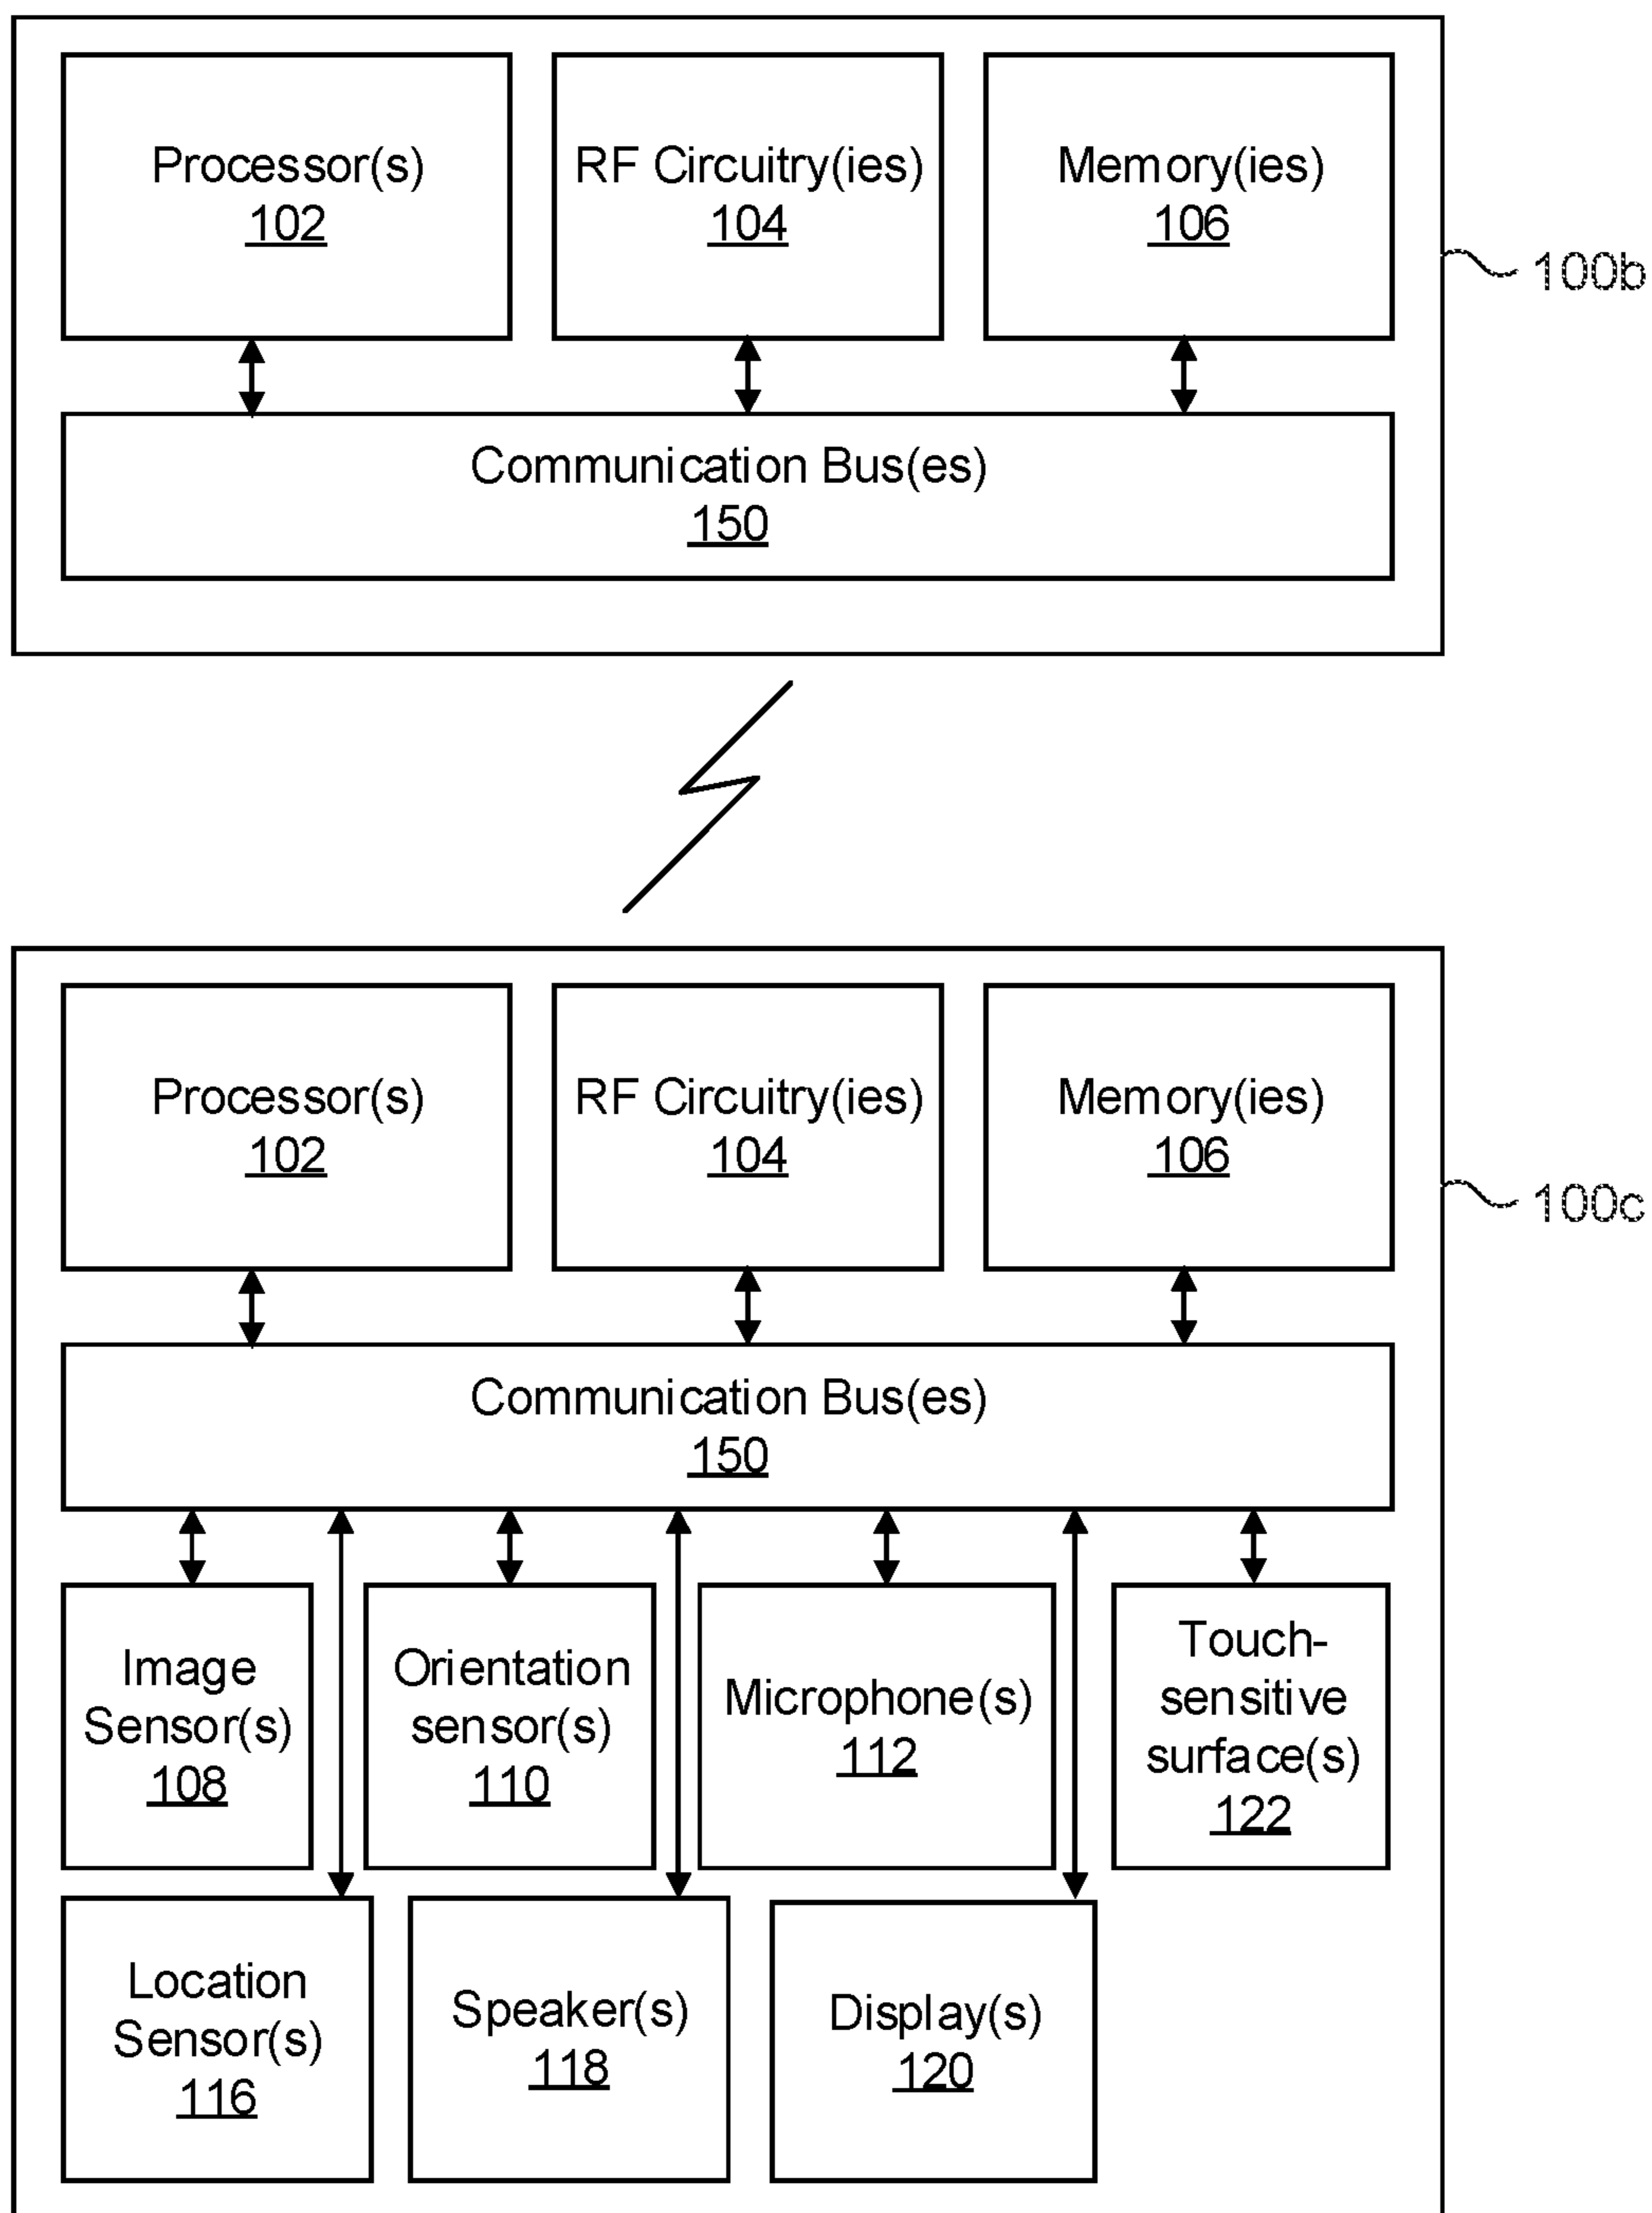 Processor(s)
102
RF Circuitry(ies)
104
Memory(ies)
106
100b
Communication Bus(es)
150
Processor(s)
102
RF Circuitry(ies)
104
Memory(ies)
106
100c
Communication Bus(es)
150
Image
Sensor(s)
108
Orientation
sensor(s)
110
Microphone(s)
112
Touch-
sensitive
surface(s)
122
Location
Sensor(s)
116
Speaker(s)
118
Display(s)
120